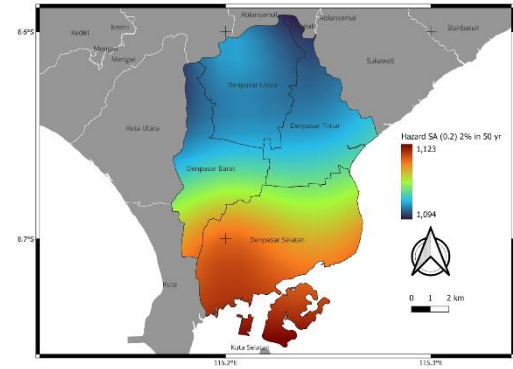 Abiansemal
Abiansemal
8.6°S
Kediri
Kediri
Mengwi
Mengwi
Sukawati
Blahbatuh
Denpasar Utara
Kuta Utara
Denpasar Timur
Hazard SA (0.2) 2% in 50 yr
1,123
Denpasar Barat
1,094
8.7°S
Denpasar Selatan
Kuta
0 1 2 km
Kuta Selatan
115.2°E
115.3°E